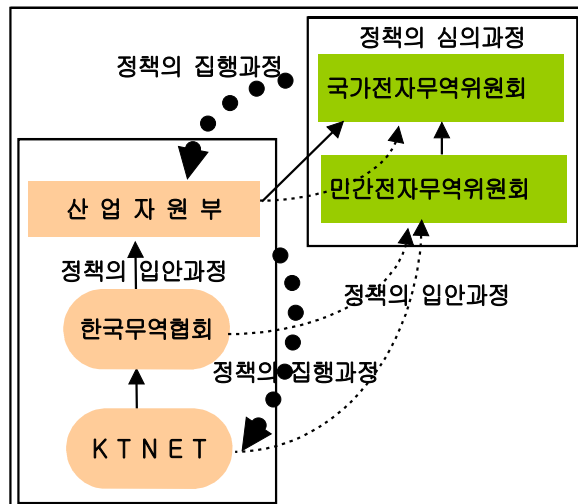 정책의 심의과정
정책의 집행과정
국가전자무역위원회
민간전자무역위원회
산 업 자 원 부
정책의 입안과정
정책의 입안과정
한국무역협회
정책의 집행과정
K T N E T